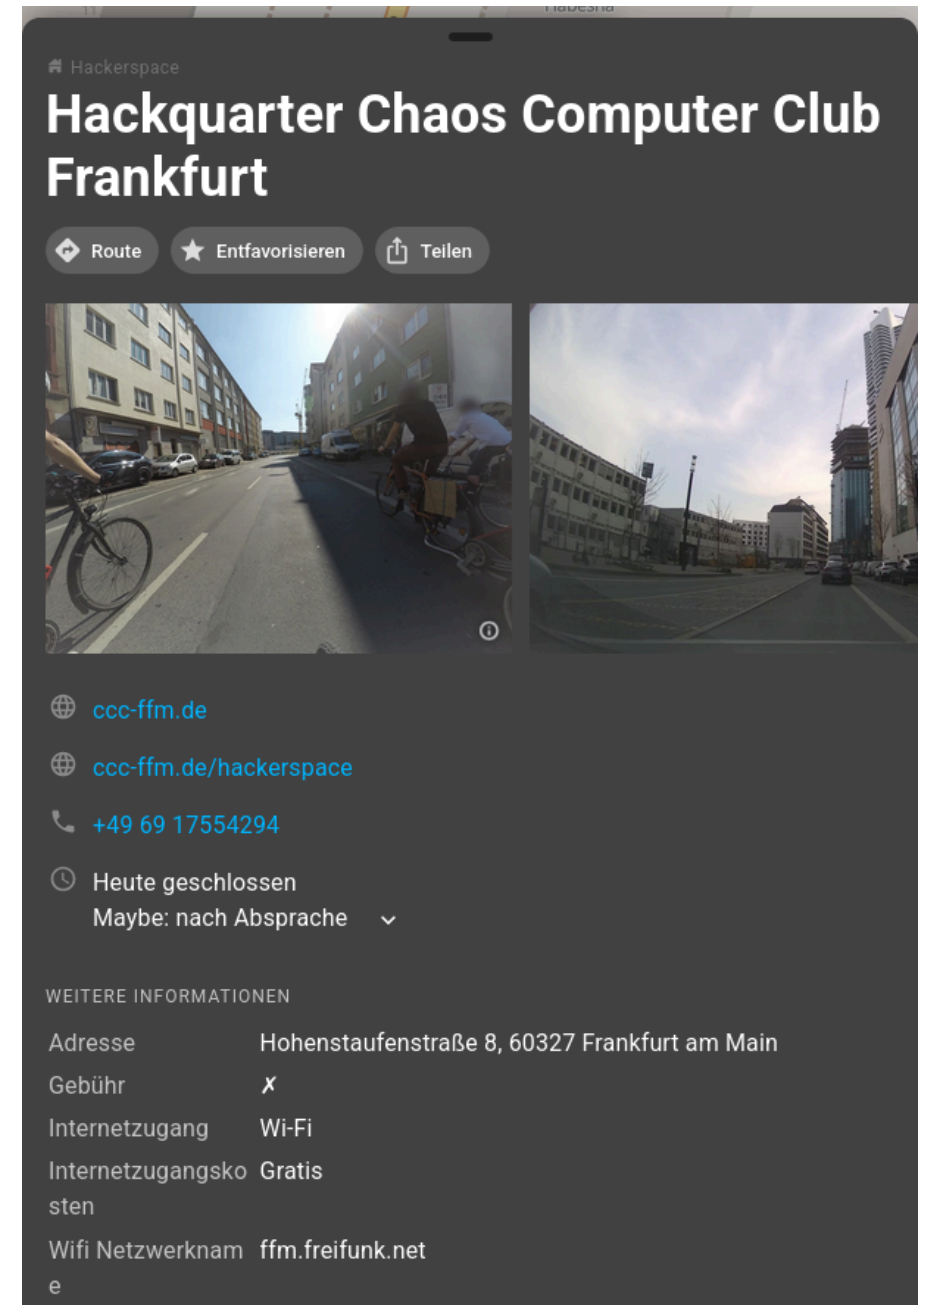 Habesha
Hackerspace
Hackquarter Chaos Computer Club
Frankfurt
Route
Entfavorisieren
Teilen
ccc-ffm.de
ccc-ffm.de/hackerspace
+49 69 17554294
Heute geschlossen
Maybe: nach Absprache
WEITERE INFORMATIONEN
Adresse Hohenstaufenstraße 8, 60327 Frankfurt am Main
Gebühr ✗
Internetzugang Wi-Fi
Internetzugangsko Gratis
sten
Wifi Netzwerknam ffm.freifunk.net
e